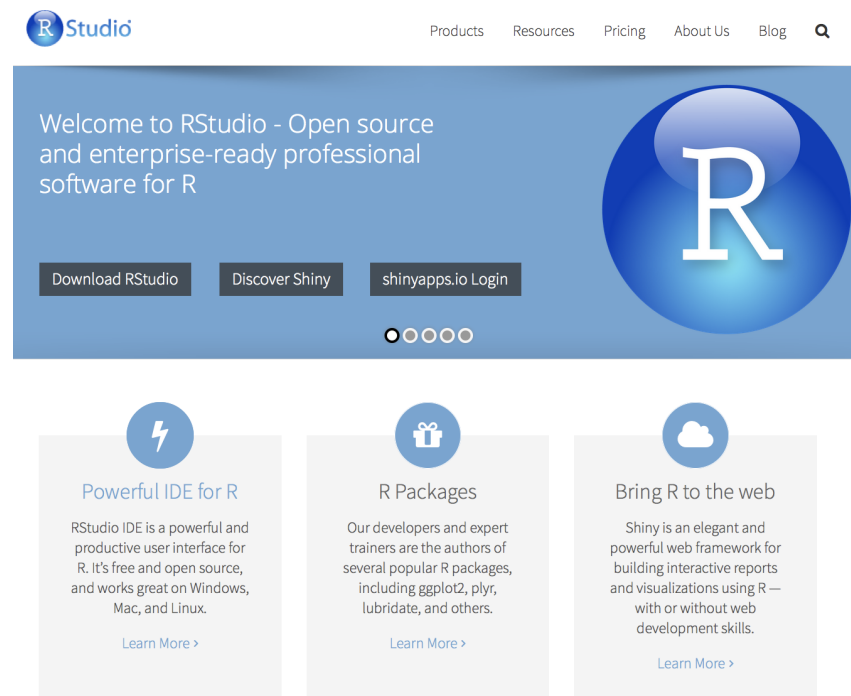 R Studio
Products Resources Pricing About Us Blog
Welcome to RStudio - Open source
and enterprise-ready professional
software for R
R
Download RStudio Discover Shiny shinyapps.io Login
Powerful IDE for R
RStudio IDE is a powerful and
productive user interface for
R. It’s free and open source,
and works great on Windows,
Mac, and Linux.
Learn More ›
R Packages
Our developers and expert
trainers are the authors of
several popular R packages,
including ggplot2, plyr,
lubridate, and others.
Learn More ›
Bring R to the web
Shiny is an elegant and
powerful web framework for
building interactive reports
and visualizations using R —
with or without web
development skills.
Learn More ›